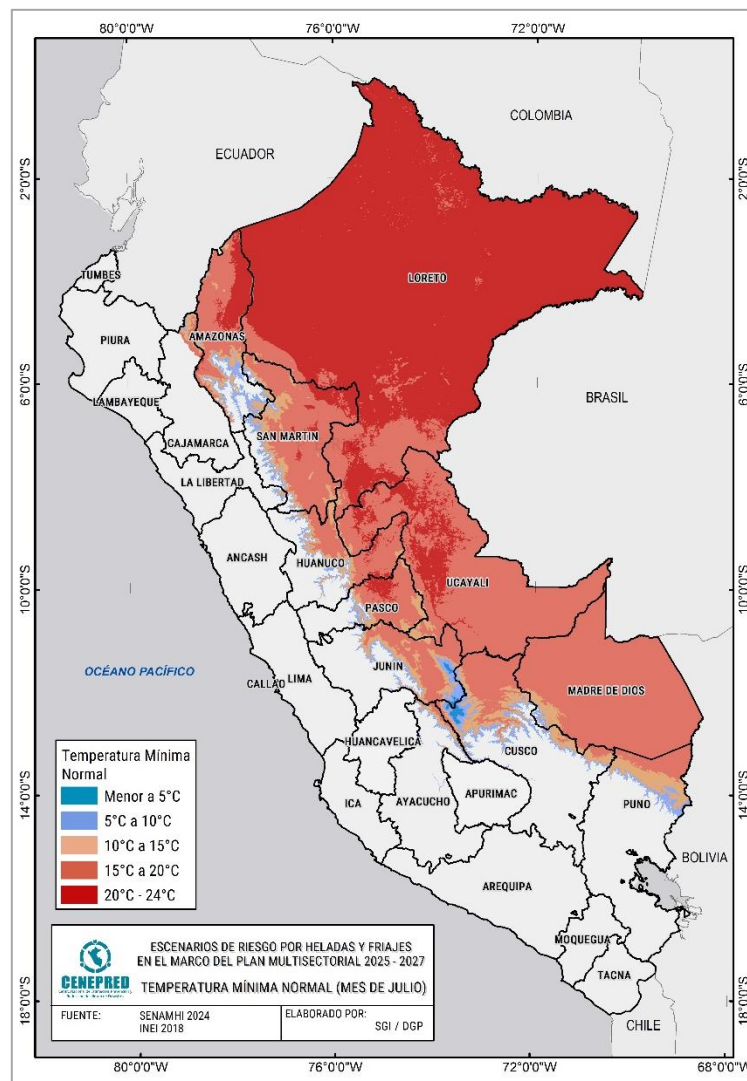 80°0'0"W
76°0'0"W
72°0'0"W
COLOMBIA
ECUADOR
2°0'0"S
2°0'0"S
TUMBES
LORETO
PIURA
AMAZONAS
6°0'0"S
6°0'0"S
BRASIL
LAMBAYEQUE
SAN MARTIN
CAJAMARCA
LA LIBERTAD
ANCASH
HUANUCO
UCAYALI
10°0'0"S
10°0'0"S
PASCO
OCÉANO PACÍFICO
JUNIN
CALLAO
LIMA
MADRE DE DIOS
HUANCAVELICA
CUSCO
14°0'0"S
14°0'0"S
ICA
AYACUCHO
APURIMAC
PUNO
BOLIVIA
AREQUIPA
MOQUEGUA
TACNA
CHILE
18°0'0"S
18°0'0"S
Temperatura Mínima
Normal
Menor a 5°C
5°C a 10°C
10°C a 15°C
15°C a 20°C
20°C - 24°C
CENEPRED
ESCENARIOS DE RIESGO POR HELADAS Y FRIAJES
EN EL MARCO DEL PLAN MULTISECTORIAL 2025 - 2027
TEMPERATURA MÍNIMA NORMAL (MES DE JULIO)
FUENTE:
SENAMHI 2024
INEI 2018
ELABORADO POR:
SGI / DGP
80°0'0"W
76°0'0"W
72°0'0"W
68°0'0"W